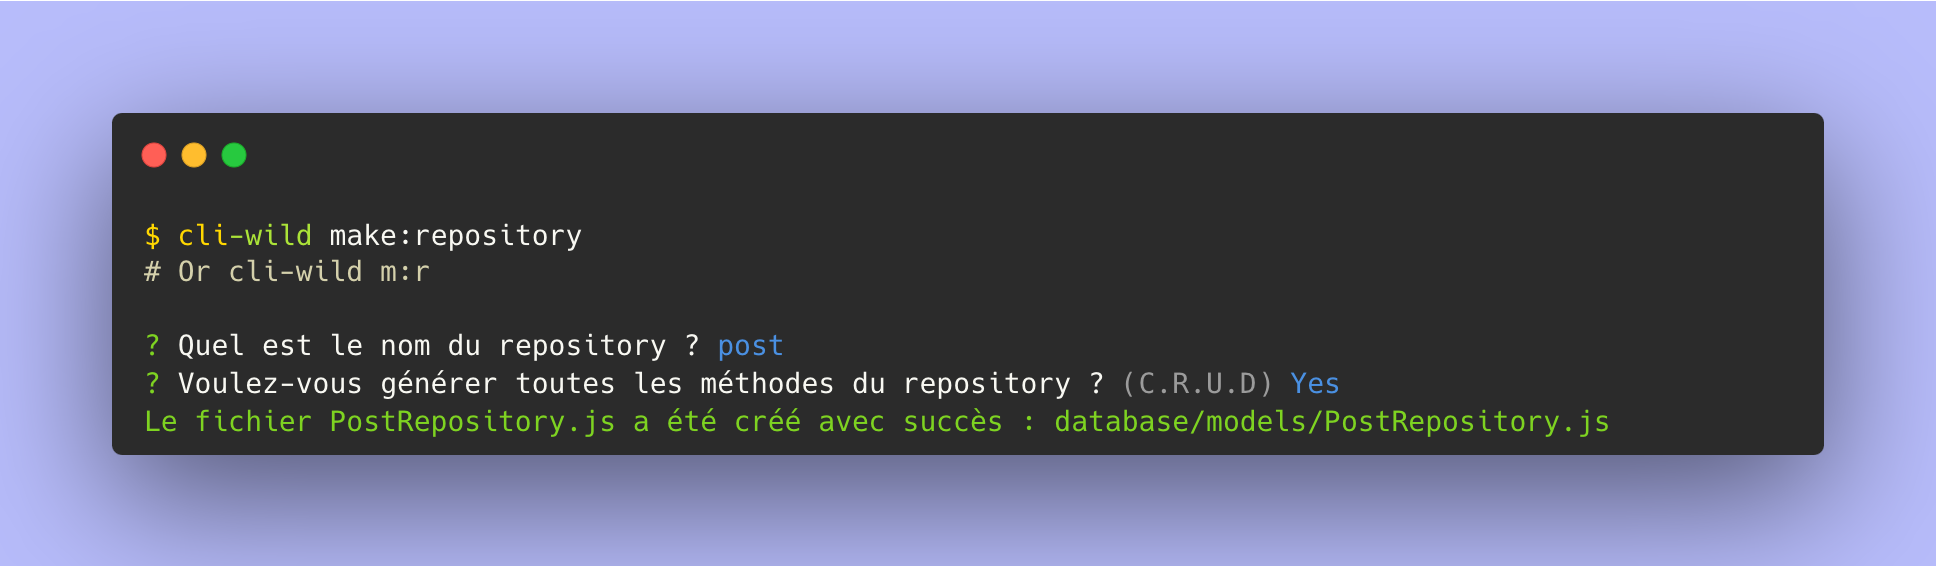 $ cli-wild make:repository
# Or cli-wild m:r
? Quel est le nom du repository ? post
? Voulez-vous générer toutes les méthodes du repository ? (C.R.U.D) Yes
Le fichier PostRepository.js a été créé avec succès : database/models/PostRepository.js